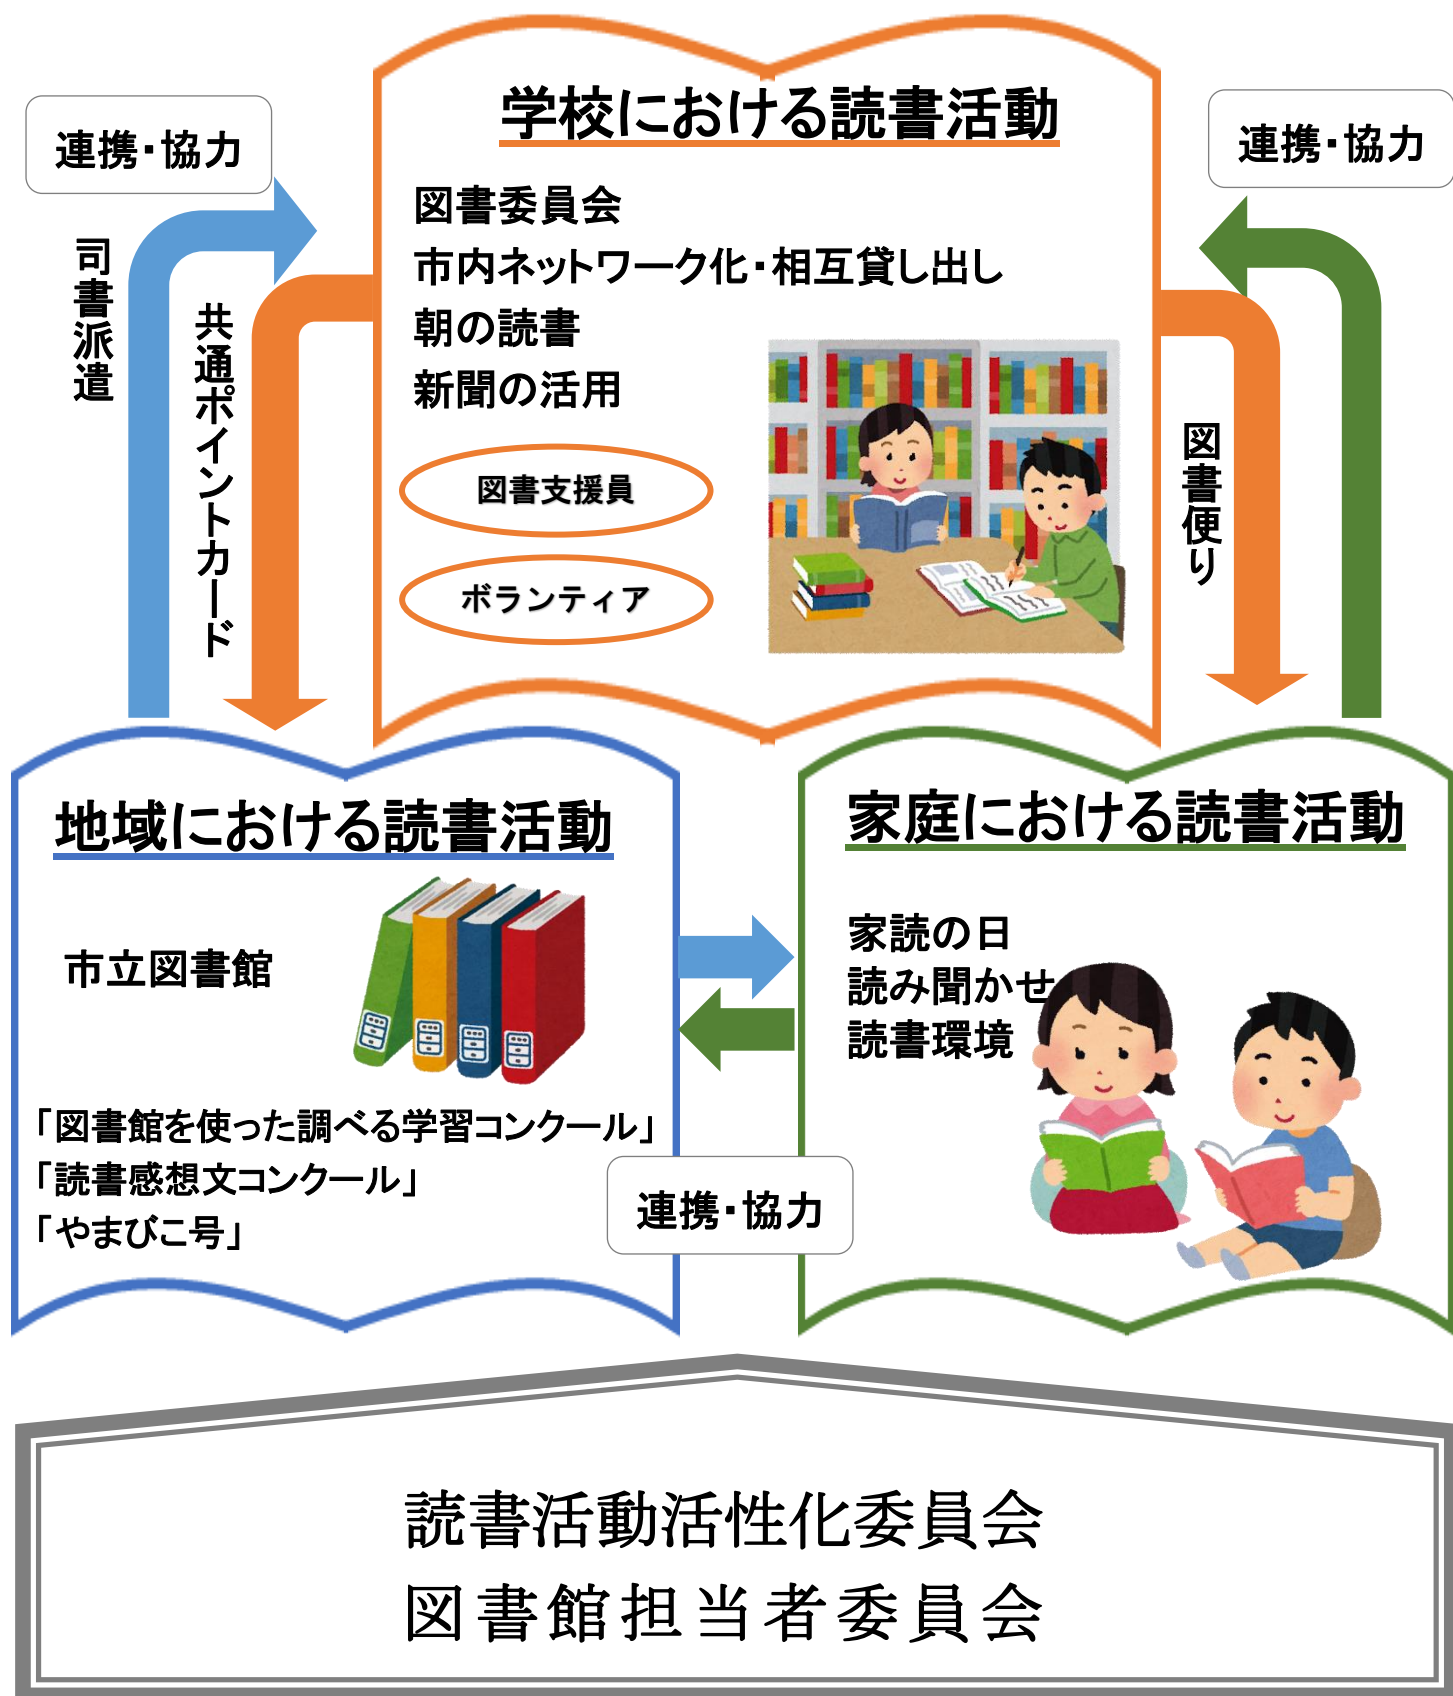 学校における読書活動
図書委員会
市内ネットワーク化・相互貸し出し
朝の読書
新聞の活用
図書支援員
ボランティア
連携・協力
司書派遣
共通ポイントカード
連携・協力
図書便り
地域における読書活動
市立図書館
「図書館を使った調べる学習コンクール」
「読書感想文コンクール」
「やまびこ号」
家庭における読書活動
家読の日
読み聞かせ
読書環境
連携・協力
読書活動活性化委員会
図書館担当者委員会